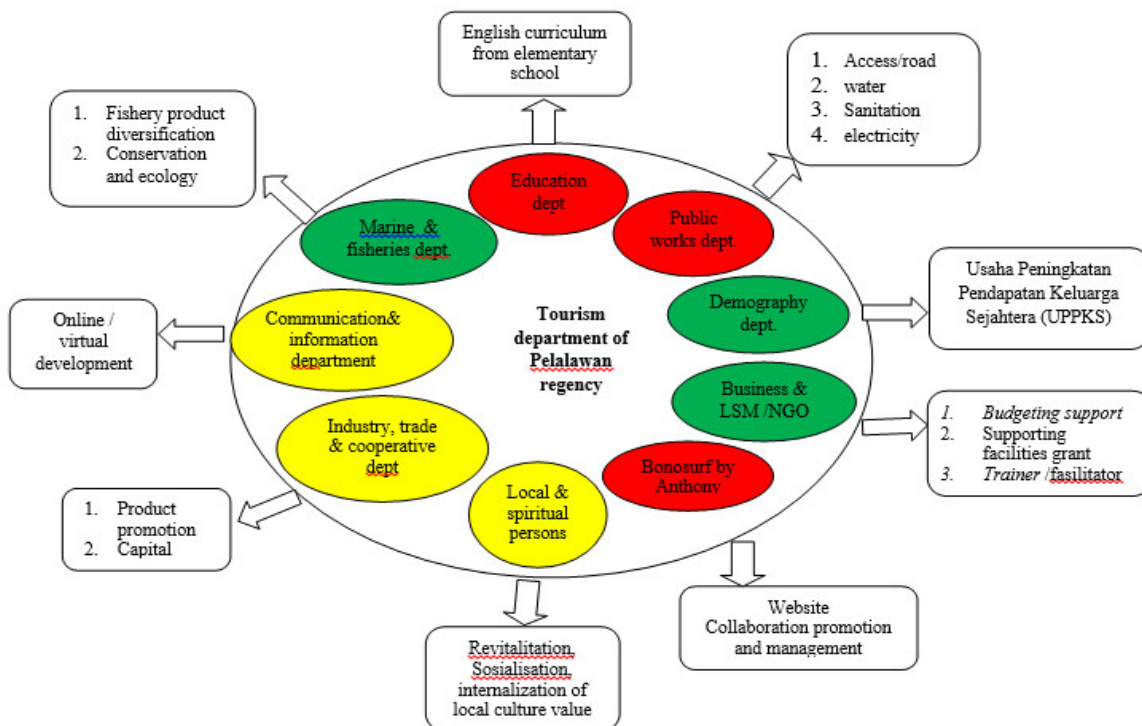 English curriculum
from elementary
school
1. Access/road
2. water
3. Sanitation
4. electricity
1. Fishery product
diversification
2. Conservation
and ecology
Education
dept
Public
works dept.
Marine &
fisheries dept.
Demography
dept.
Usaha Peningkatan
Pendapatan Keluarga
Sejahtera (UPPKS)
Online /
virtual
development
Communication&
information
department
Tourism
department of
Pelalawan
regency
Business &
LSM /NGO
1. Budgeting support
2. Supporting
facilities grant
3. Trainer /fasilitator
Industry, trade
& cooperative
dept
Local &
spiritual
persons
Bonosurf by
Anthony
1. Product
promotion
2. Capital
Website
Collaboration promotion
and management
Revitalitation,
Sosialisation,
internalization of
local culture value